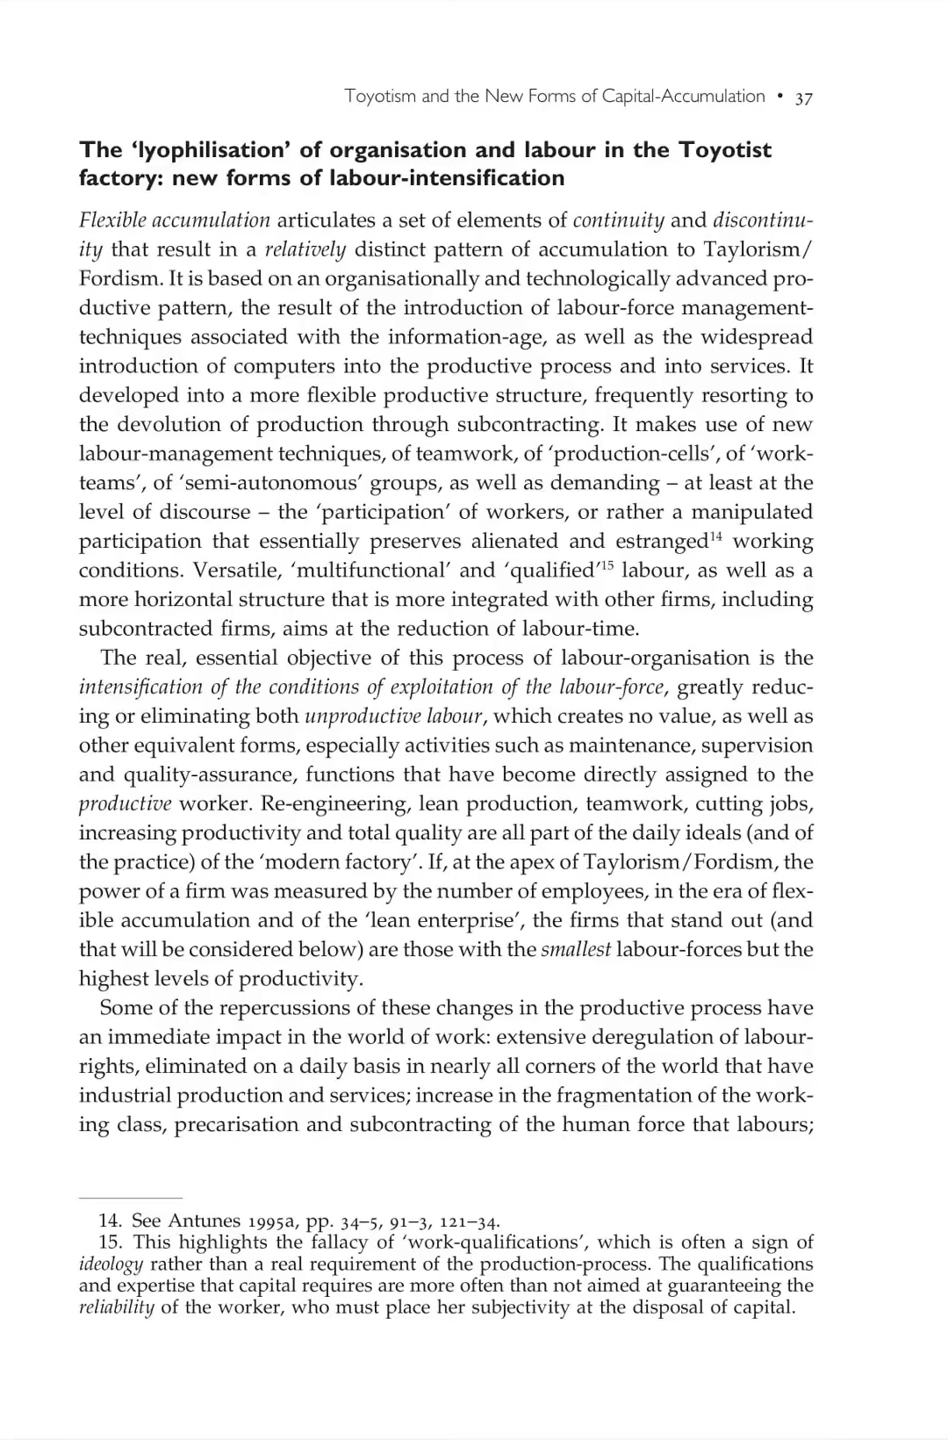 Toyotism and the New Forms of Capital-Accumulation • 37
The ‘lyophilisation’ of organisation and labour in the Toyotist
factory: new forms of labour-intensification
Flexible accumulation articulates a set of elements of continuity and discontinu-
ity that result in a relatively distinct pattern of accumulation to Taylorism/
Fordism. It is based on an organisationally and technologically advanced pro-
ductive pattern, the result of the introduction of labour-force management-
techniques associated with the information-age, as well as the widespread
introduction of computers into the productive process and into services. It
developed into a more flexible productive structure, frequently resorting to
the devolution of production through subcontracting. It makes use of new
labour-management techniques, of teamwork, of ‘production-cells’, of ‘work-
teams’, of ‘semi-autonomous’ groups, as well as demanding – at least at the
level of discourse – the ‘participation’ of workers, or rather a manipulated
participation that essentially preserves alienated and estranged14 working
conditions. Versatile, ‘multifunctional’ and ‘qualified’15 labour, as well as a
more horizontal structure that is more integrated with other firms, including
subcontracted firms, aims at the reduction of labour-time.
The real, essential objective of this process of labour-organisation is the
intensification of the conditions of exploitation of the labour-force, greatly reduc-
ing or eliminating both unproductive labour, which creates no value, as well as
other equivalent forms, especially activities such as maintenance, supervision
and quality-assurance, functions that have become directly assigned to the
productive worker. Re-engineering, lean production, teamwork, cutting jobs,
increasing productivity and total quality are all part of the daily ideals (and of
the practice) of the ‘modern factory’. If, at the apex of Taylorism/Fordism, the
power of a firm was measured by the number of employees, in the era of flex-
ible accumulation and of the ‘lean enterprise’, the firms that stand out (and
that will be considered below) are those with the smallest labour-forces but the
highest levels of productivity.
Some of the repercussions of these changes in the productive process have
an immediate impact in the world of work: extensive deregulation of labour-
rights, eliminated on a daily basis in nearly all corners of the world that have
industrial production and services; increase in the fragmentation of the work-
ing class, precarisation and subcontracting of the human force that labours;
14. See Antunes 1995a, pp. 34–5, 91–3, 121–34.
15. This highlights the fallacy of ‘work-qualifications’, which is often a sign of
ideology rather than a real requirement of the production-process. The qualifications
and expertise that capital requires are more often than not aimed at guaranteeing the
reliability of the worker, who must place her subjectivity at the disposal of capital.